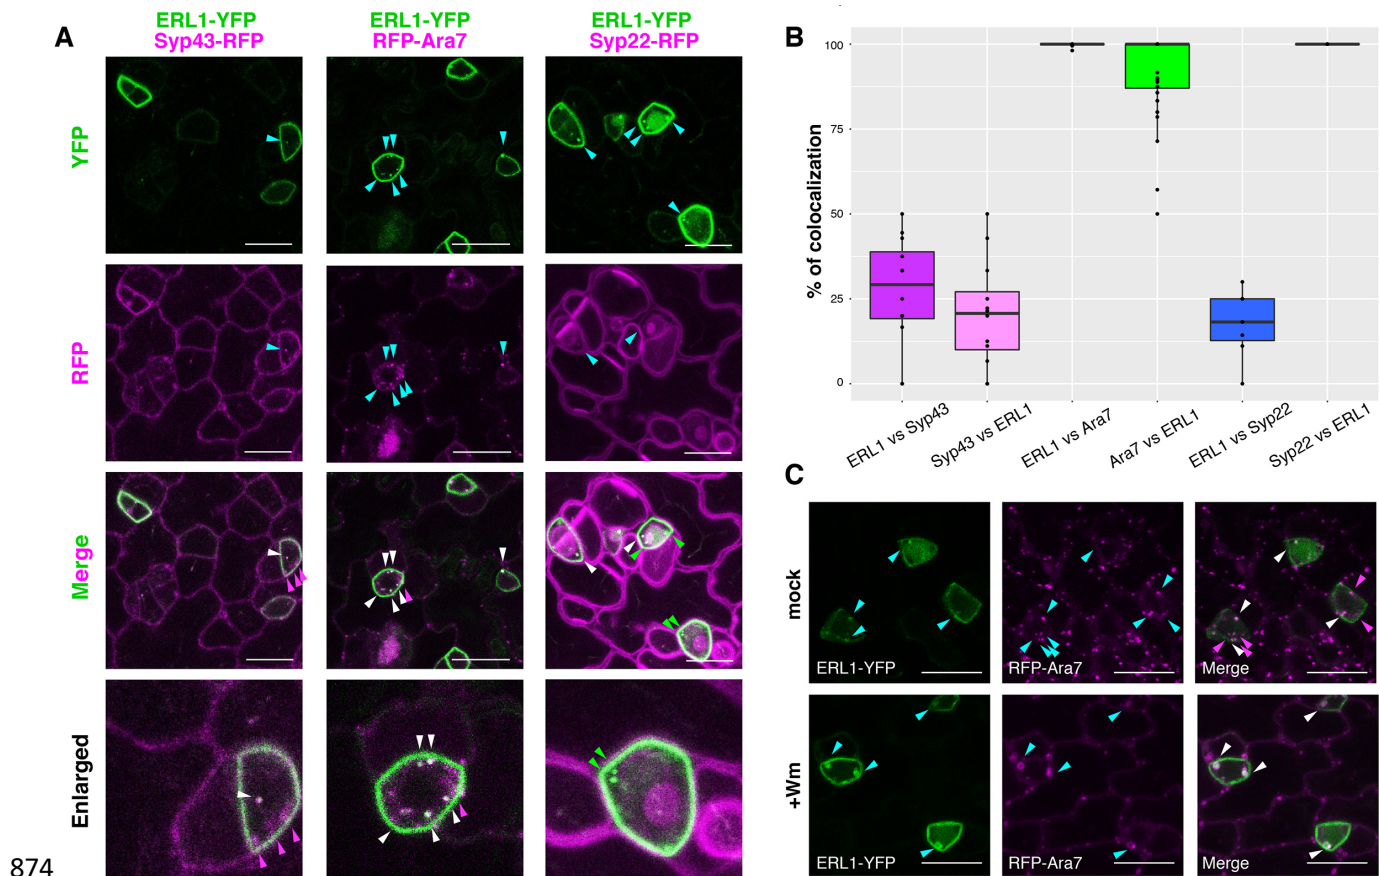 A
ERL1-YFP
Syp43-RFP
ERL1-YFP
RFP-Ara7
ERL1-YFP
Syp22-RFP
YFP
RFP
Merge
Enlarged
B
% of colocalization
100
75
50
25
0
ERL1 vs Syp43
Syp43 vs ERL1
ERL1 vs Ara7
Ara7 vs ERL1
ERL1 vs Syp22
Syp22 vs ERL1
C
mock
ERL1-YFP
RFP-Ara7
Merge
+Wm
ERL1-YFP
RFP-Ara7
Merge
874